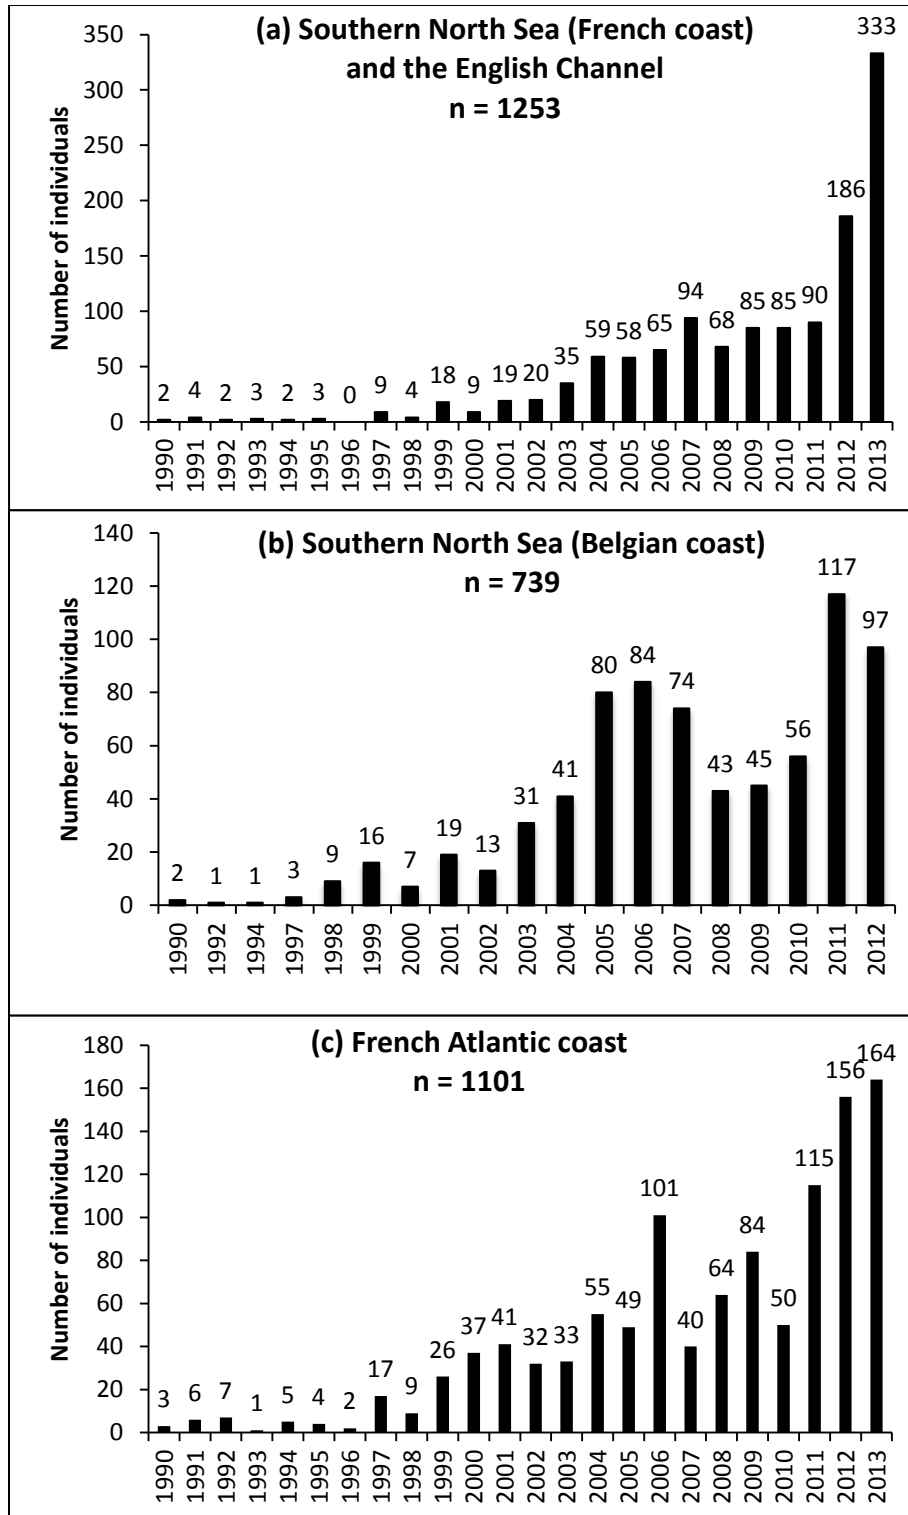 (a) Southern North Sea (French coast)
and the English Channel
n = 1253
Number of individuals
350
300
250
200
150
100
50
0
2 4 2 3 2 3 0 9 4 18 9 19 20 35 59 58 65 94 68 85 85 90 186 333
1990 1991 1992 1993 1994 1995 1996 1997 1998 1999 2000 2001 2002 2003 2004 2005 2006 2007 2008 2009 2010 2011 2012 2013
(b) Southern North Sea (Belgian coast)
n = 739
Number of individuals
140
120
100
80
60
40
20
0
2 1 1 3 9 16 7 19 13 31 41 80 84 74 43 45 56 117 97
1990 1992 1994 1997 1998 1999 2000 2001 2002 2003 2004 2005 2006 2007 2008 2009 2010 2011 2012
(c) French Atlantic coast
n = 1101
Number of individuals
180
160
140
120
100
80
60
40
20
0
3 6 7 1 5 4 2 17 9 26 37 41 32 33 55 49 101 40 64 84 50 115 156 164
1990 1991 1992 1993 1994 1995 1996 1997 1998 1999 2000 2001 2002 2003 2004 2005 2006 2007 2008 2009 2010 2011 2012 2013